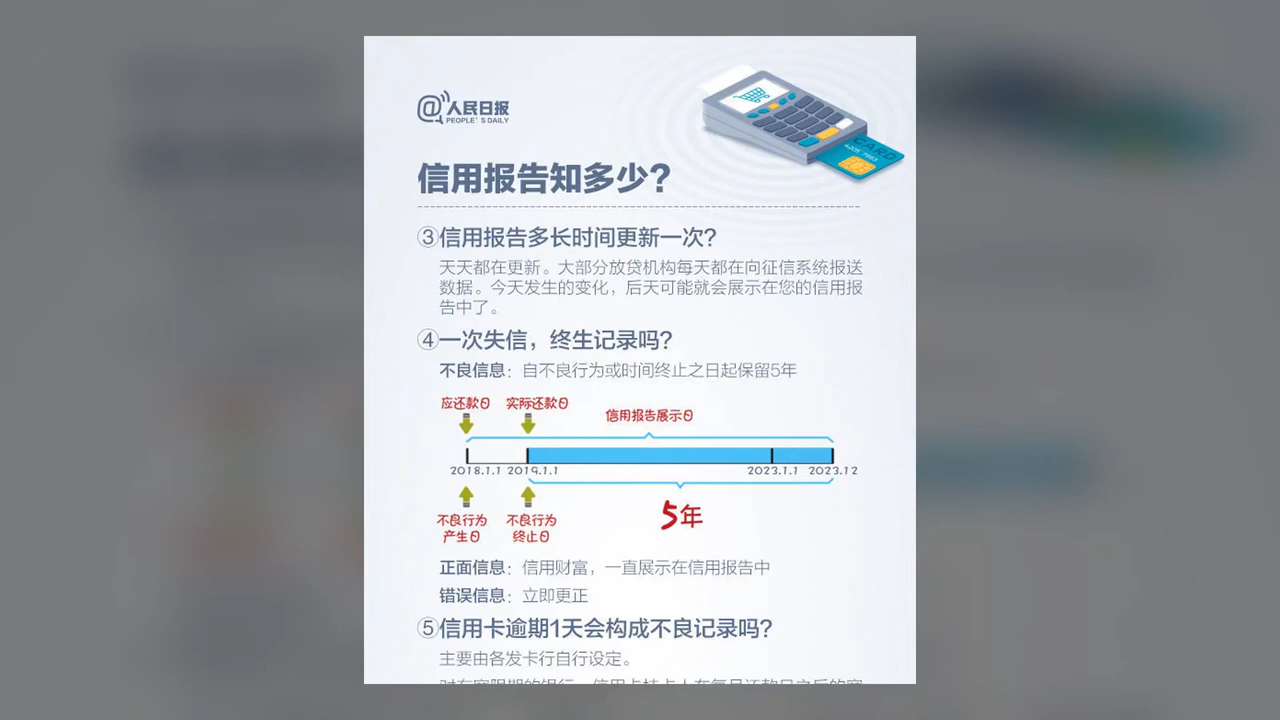 @人民日报
PEOPLE'S DAILY
CARD
信用报告知多少?
③信用报告多长时间更新一次?
天天都在更新。大部分放贷机构每天都在向征信系统报送
数据。今天发生的变化，后天可能就会展示在您的信用报
告中了。
④一次失信，终生记录吗?
不良信息：自不良行为或时间终止之日起保留5年
应还款日 实际还款日 信用报告展示日
2018.1.1 2019.1.1 2023.1.1 2023.12
不良行为 不良行为 5年
产生日 终止日
正面信息：信用财富，一直展示在信用报告中
错误信息：立即更正
⑤信用卡逾期1天会构成不良记录吗?
主要由各发卡行自行设定。